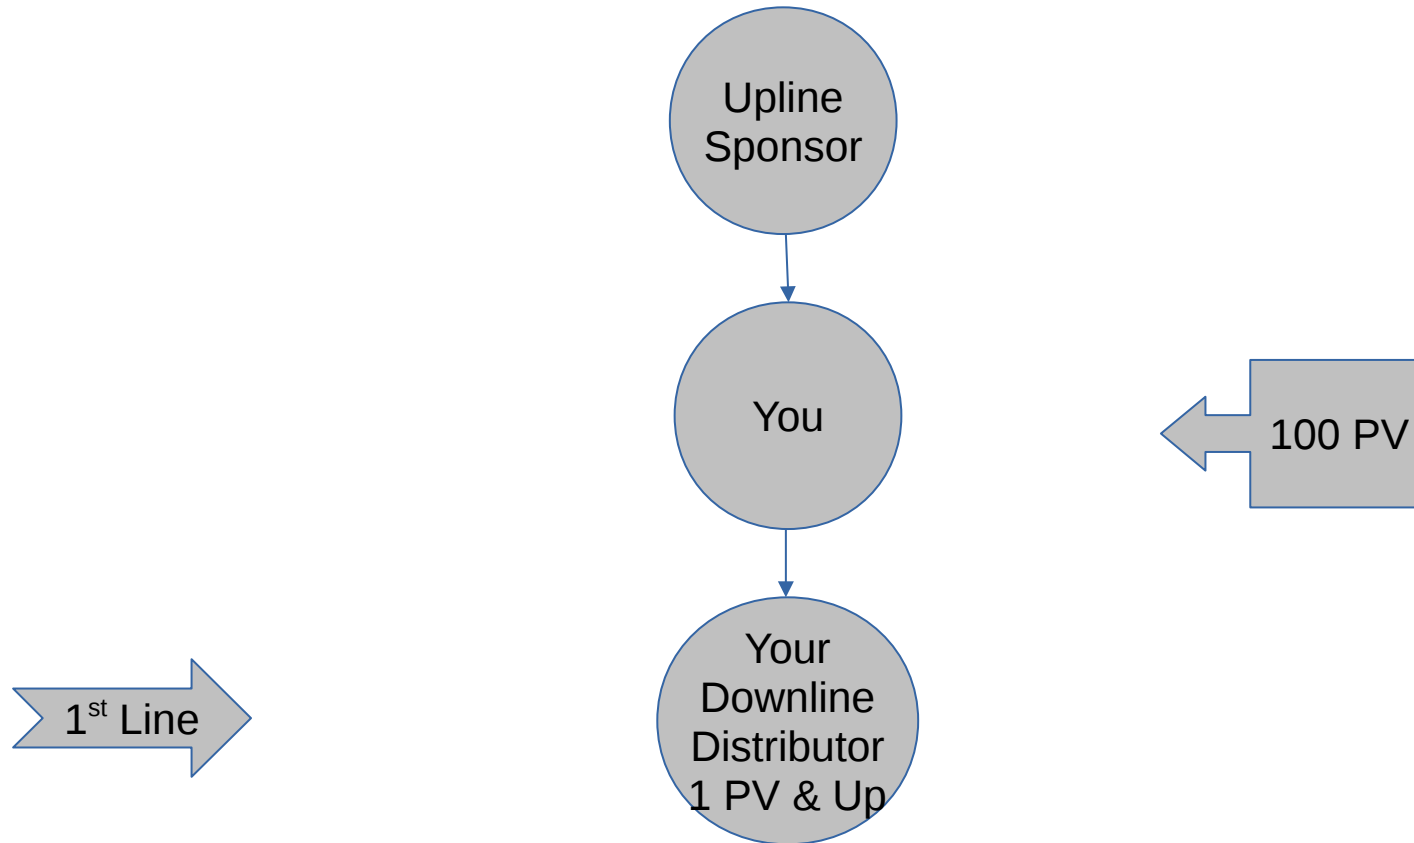 Upline
Sponsor
You
100 PV
Your
Downline
Distributor
1 PV & Up
1st Line